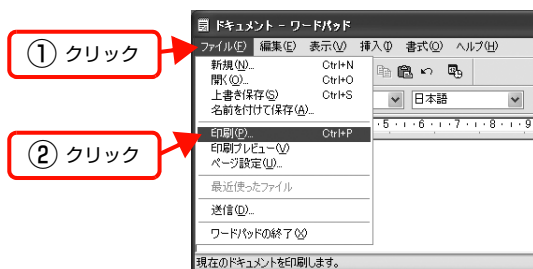 ドキュメント - ワードパッド
ファイル(F) 編集(E) 表示(V) 挿入(I) 書式(O) ヘルプ(H)
① クリック
新規(N)... Ctrl+N
開く(O)... Ctrl+O
上書き保存(S) Ctrl+S
名前を付けて保存(A)...
日本語
5 6 7 8 9
② クリック
印刷(P)... Ctrl+P
印刷プレビュー(V)
ページ設定(U)...
最近使ったファイル
送信(D)...
ワードパッドの終了(X)
現在のドキュメントを印刷します。